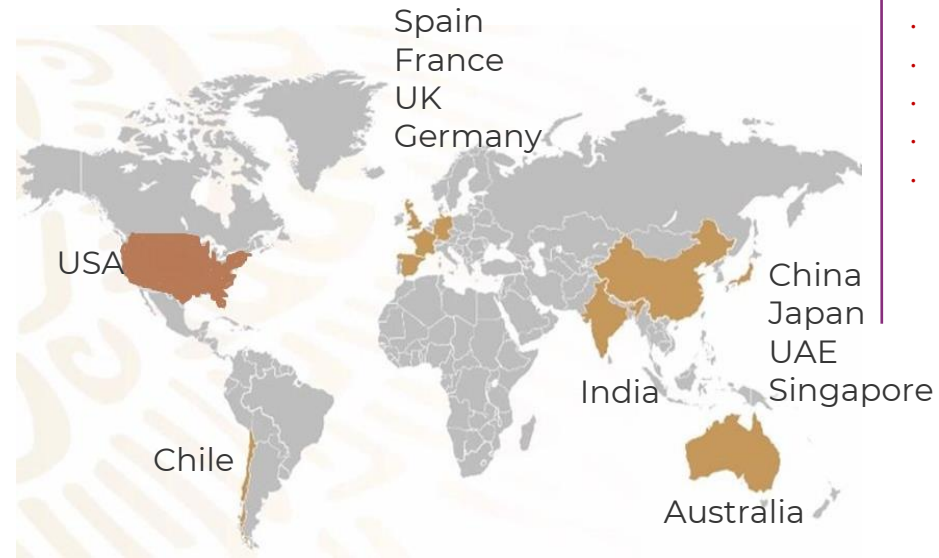 Spain
France
UK
Germany
USA
China
Japan
UAE
Singapore
India
Chile
Australia